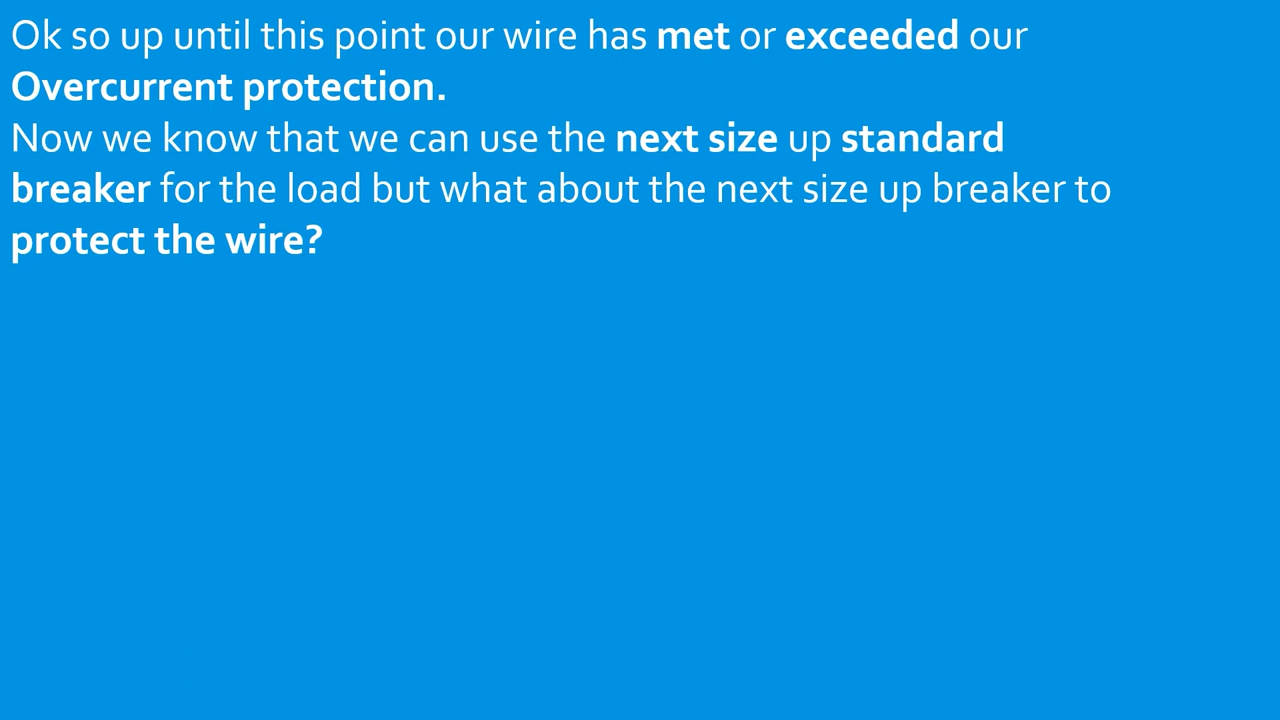 Ok so up until this point our wire has met or exceeded our
Overcurrent protection.
Now we know that we can use the next size up standard
breaker for the load but what about the next size up breaker to
protect the wire?